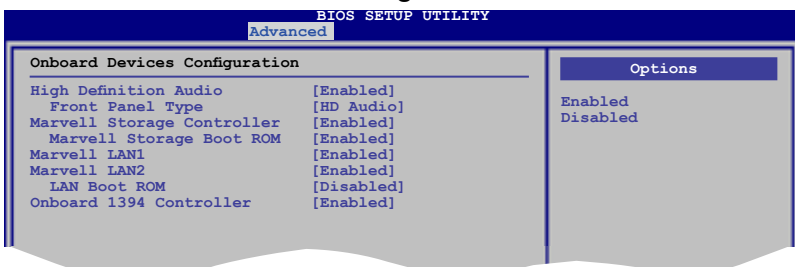 BIOS SETUP UTILITY
Advanced
Onboard Devices Configuration
High Definition Audio [Enabled]
Front Panel Type [HD Audio]
Marvell Storage Controller [Enabled]
Marvell Storage Boot ROM [Enabled]
Marvell LAN1 [Enabled]
Marvell LAN2 [Enabled]
LAN Boot ROM [Disabled]
Onboard 1394 Controller [Enabled]
Options
Enabled
Disabled